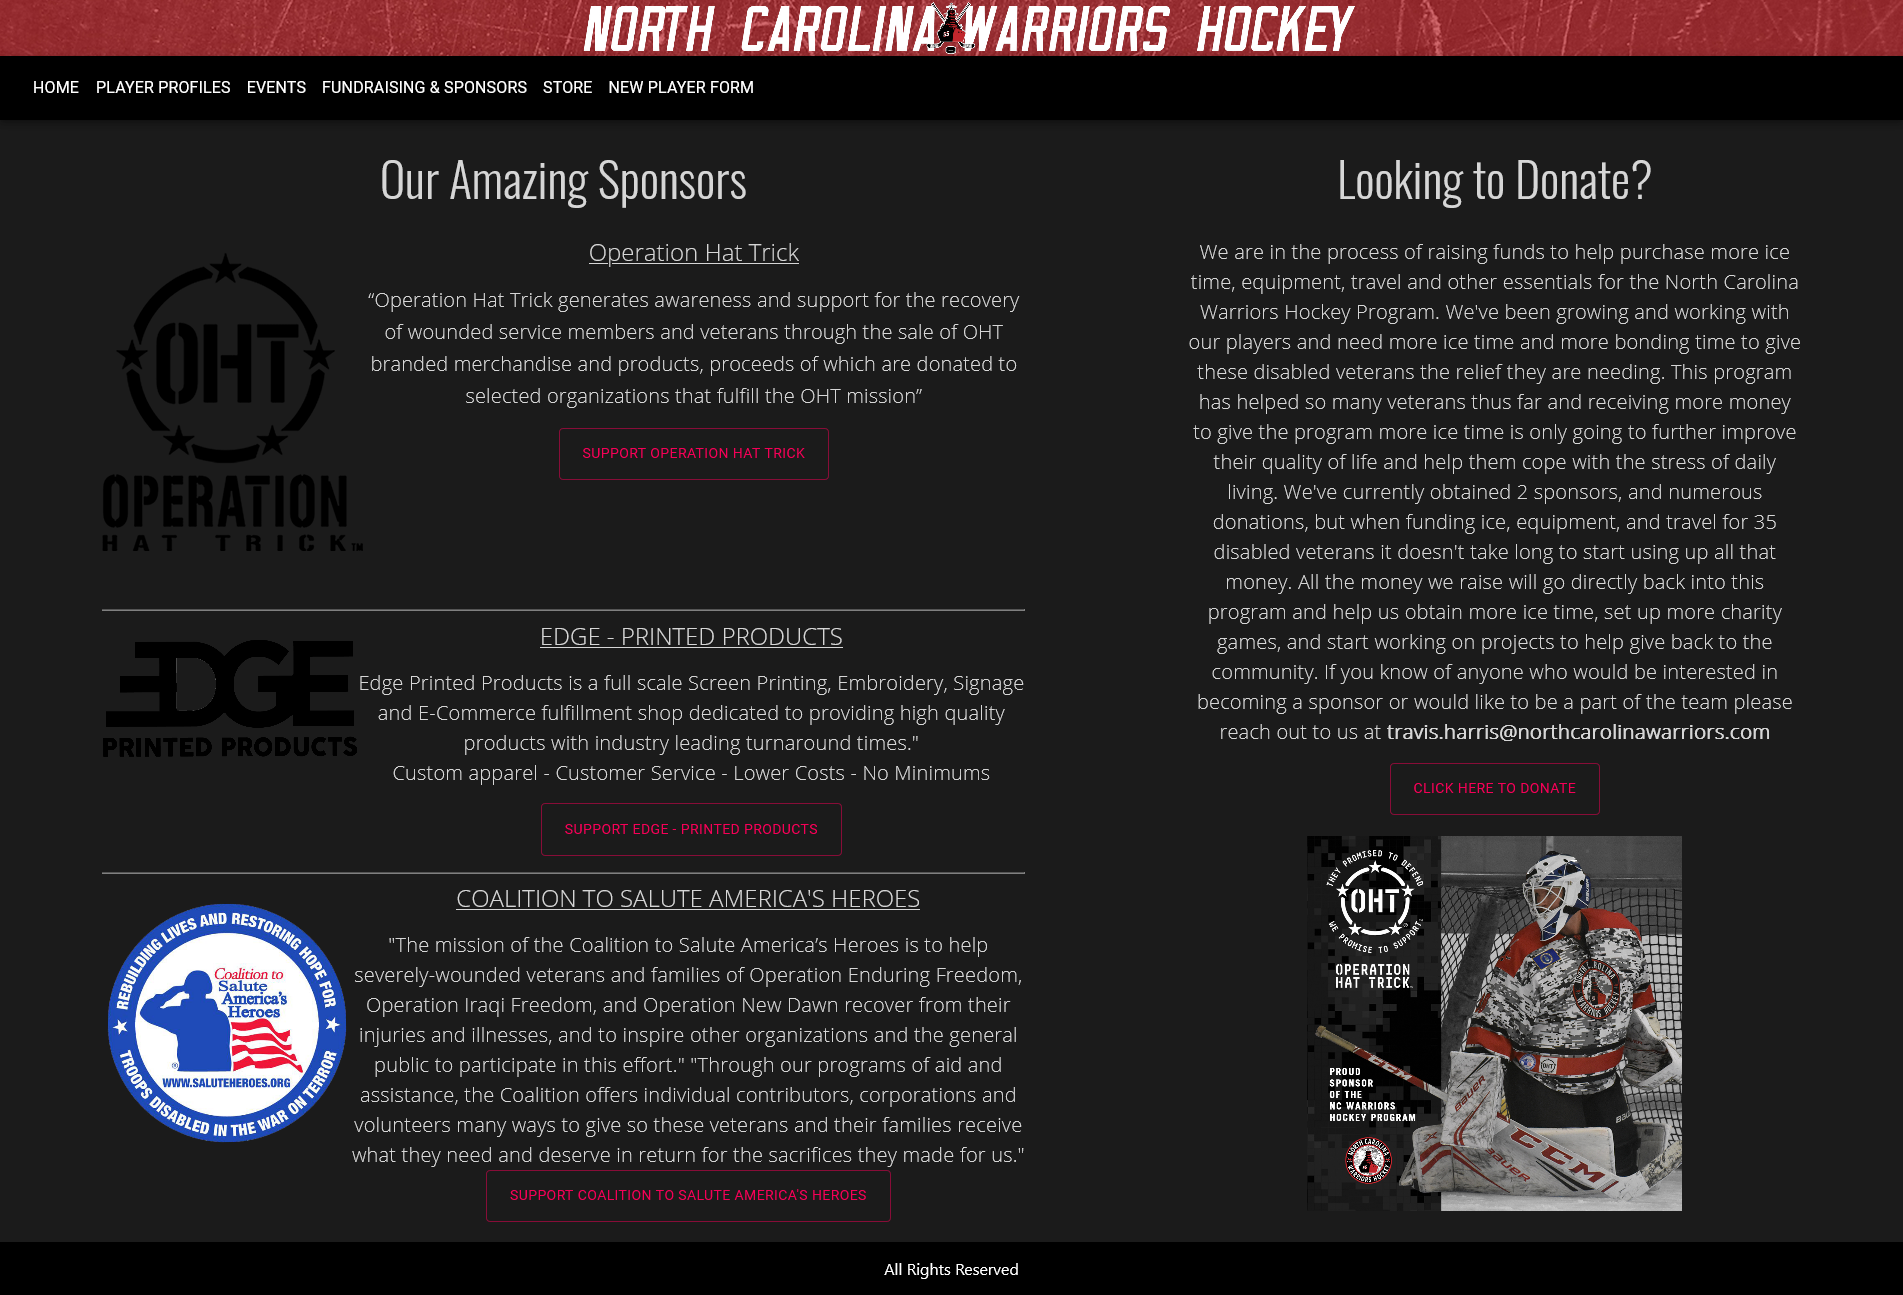 NORTH CAROLINA WARRIORS HOCKEY
HOME PLAYER PROFILES EVENTS FUNDRAISING & SPONSORS STORE NEW PLAYER FORM
Our Amazing Sponsors
OHT
OPERATION
HAT TRICK™
Operation Hat Trick
“Operation Hat Trick generates awareness and support for the recovery
of wounded service members and veterans through the sale of OHT
branded merchandise and products, proceeds of which are donated to
selected organizations that fulfill the OHT mission”
SUPPORT OPERATION HAT TRICK
EDGE
PRINTED PRODUCTS
EDGE - PRINTED PRODUCTS
Edge Printed Products is a full scale Screen Printing, Embroidery, Signage
and E-Commerce fulfillment shop dedicated to providing high quality
products with industry leading turnaround times."
Custom apparel - Customer Service - Lower Costs - No Minimums
SUPPORT EDGE - PRINTED PRODUCTS
REBUILDING LIVES AND RESTORING HOPE FOR
TROOPS DISABLED IN THE WAR ON TERROR
Coalition to
Salute
America's
Heroes
®
WWW.SALUTEHEROES.ORG
COALITION TO SALUTE AMERICA'S HEROES
"The mission of the Coalition to Salute America’s Heroes is to help
severely-wounded veterans and families of Operation Enduring Freedom,
Operation Iraqi Freedom, and Operation New Dawn recover from their
injuries and illnesses, and to inspire other organizations and the general
public to participate in this effort." "Through our programs of aid and
assistance, the Coalition offers individual contributors, corporations and
volunteers many ways to give so these veterans and their families receive
what they need and deserve in return for the sacrifices they made for us."
SUPPORT COALITION TO SALUTE AMERICA'S HEROES
Looking to Donate?
We are in the process of raising funds to help purchase more ice
time, equipment, travel and other essentials for the North Carolina
Warriors Hockey Program. We've been growing and working with
our players and need more ice time and more bonding time to give
these disabled veterans the relief they are needing. This program
has helped so many veterans thus far and receiving more money
to give the program more ice time is only going to further improve
their quality of life and help them cope with the stress of daily
living. We've currently obtained 2 sponsors, and numerous
donations, but when funding ice, equipment, and travel for 35
disabled veterans it doesn't take long to start using up all that
money. All the money we raise will go directly back into this
program and help us obtain more ice time, set up more charity
games, and start working on projects to help give back to the
community. If you know of anyone who would be interested in
becoming a sponsor or would like to be a part of the team please
reach out to us at travis.harris@northcarolinawarriors.com
CLICK HERE TO DONATE
THEY PROMISED TO DEFEND
OHT
WE PROMISE TO SUPPORT
OPERATION
HAT TRICK
PROUD
SPONSOR
OF THE
NC WARRIORS
HOCKEY PROGRAM
NORTH CAROLINA
WARRIORS HOCKEY
BAUER
BAUER
CCM
CCM
All Rights Reserved